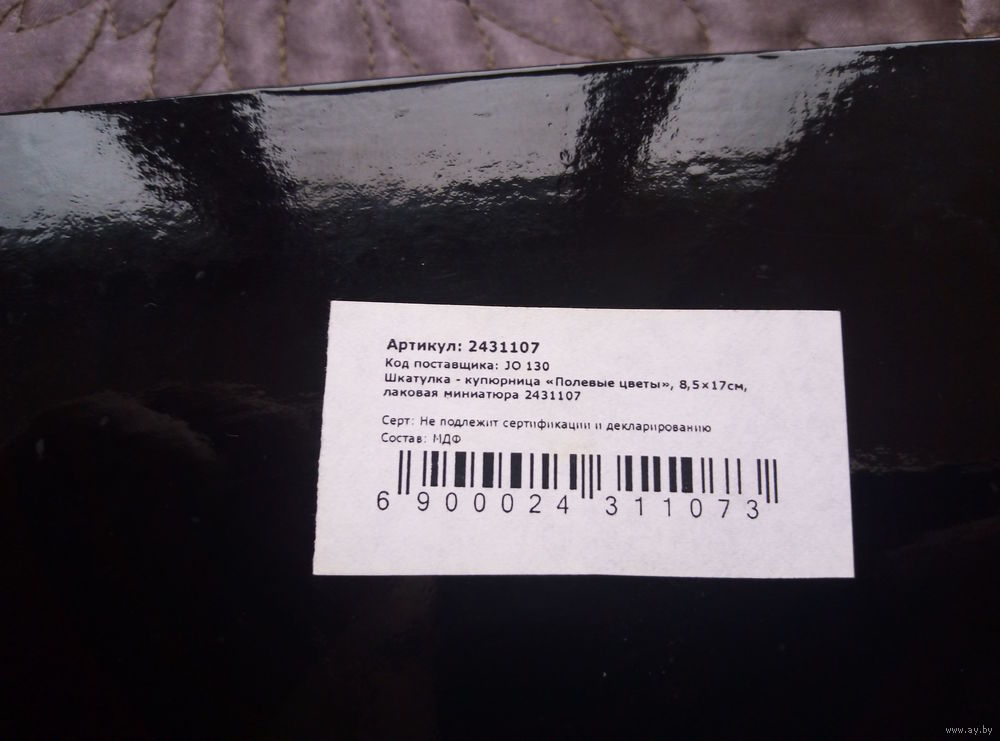 Артикул: 2431107
Код поставщика: JO 130
Шкатулка - купюрница «Полевые цветы», 8,5×17см,
лаковая миниатюра 2431107
Серт: Не подлежит сертификации и декларированию
Состав: МДФ
6 900024 311073
www.ay.by